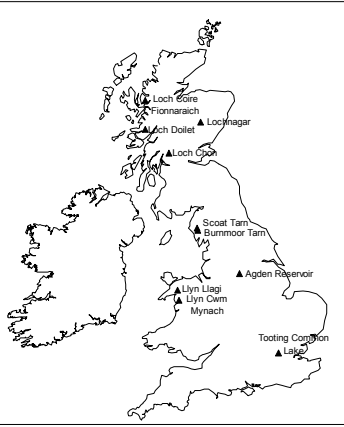 Loch Coire
Fionnaraich
Lochnagar
Loch Doilet
Loch Chon
Scoat Tarn
Burnmoor Tarn
Agden Reservoir
Llyn Llagi
Llyn Cwm
Mynach
Tooting Common
Lake